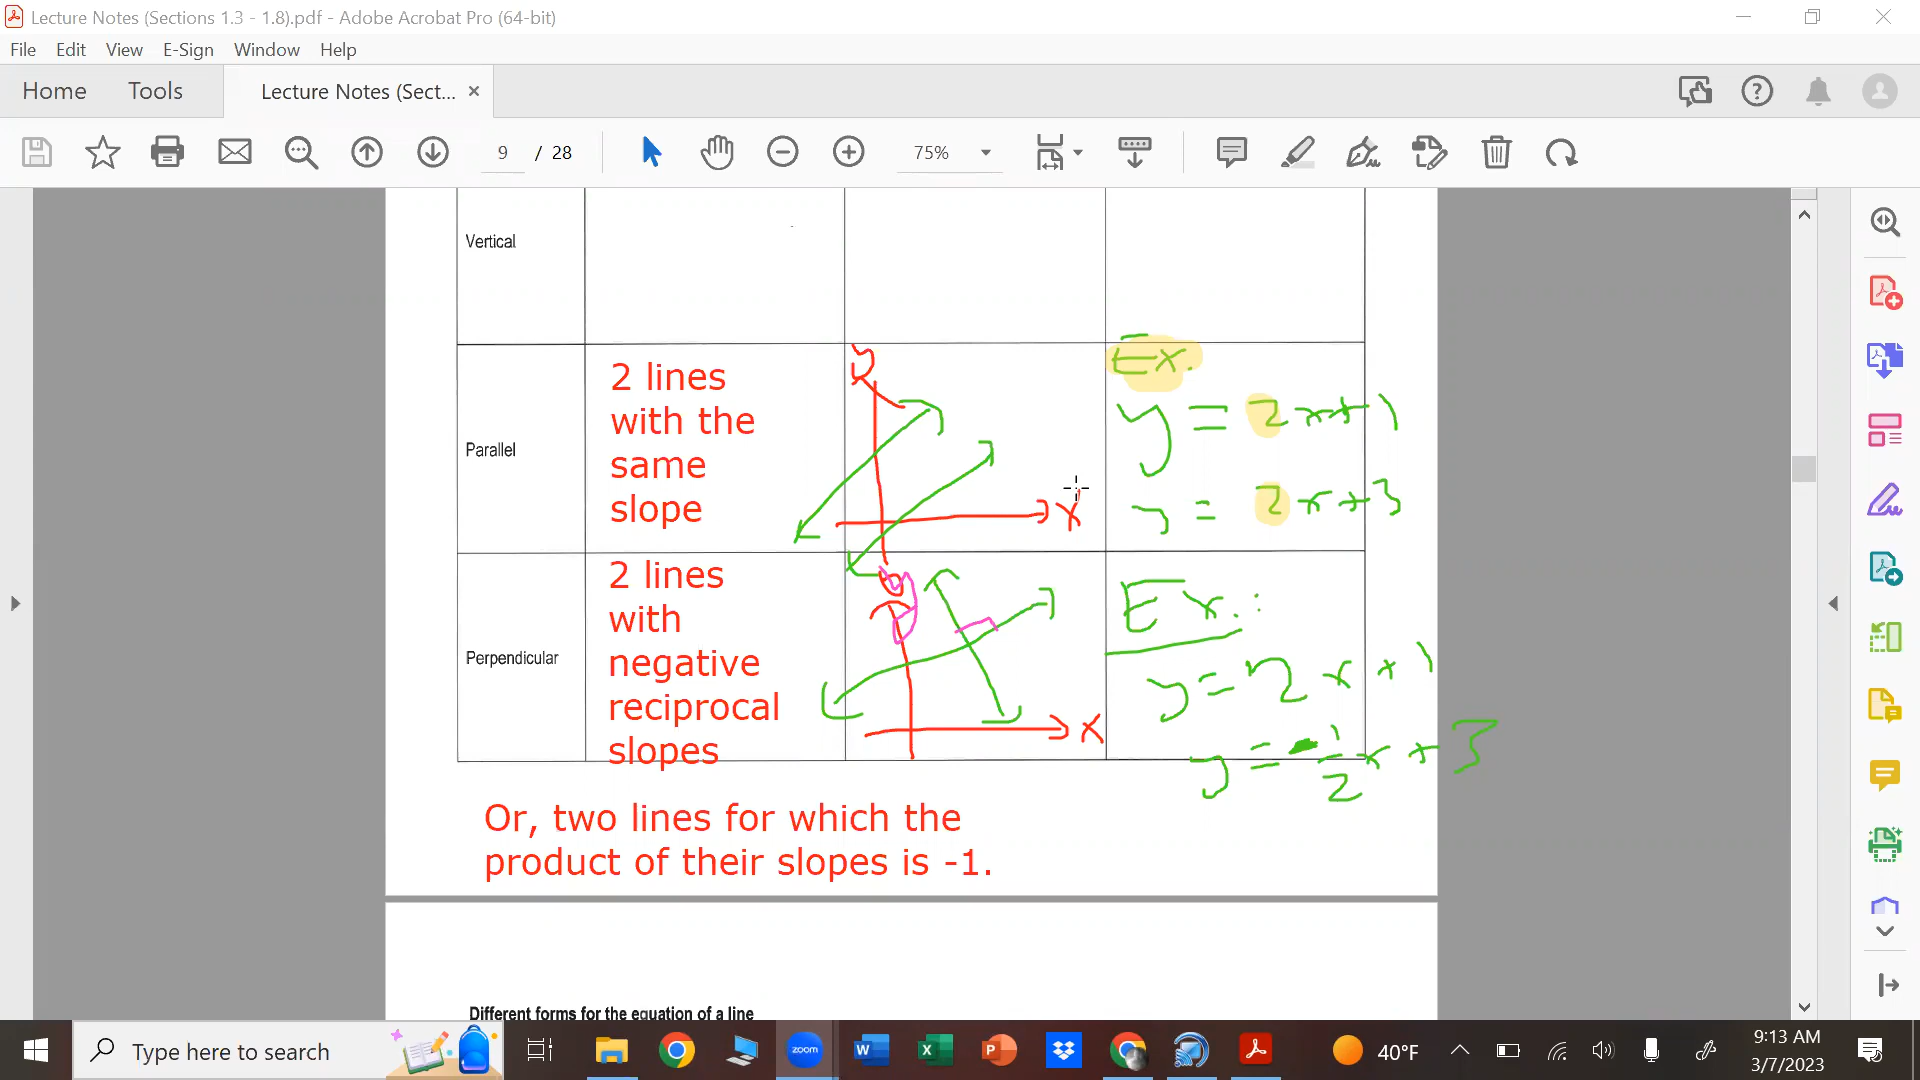 Lecture Notes (Sections 1.3 - 1.8).pdf - Adobe Acrobat Pro (64-bit)
File Edit View E-Sign Window Help
Home Tools Lecture Notes (Sect... ×
9 / 28 75%
Vertical
Parallel
2 lines
with the
same
slope
y
x
Ex.
y = 2x+1
y = 2x+3
Perpendicular
2 lines
with
negative
reciprocal
slopes
y
x
Ex.:
y = 2x+1
y = -1/2x+3
Or, two lines for which the
product of their slopes is -1.
Different forms for the equation of a line
Type here to search
zoom
40°F
9:13 AM
3/7/2023